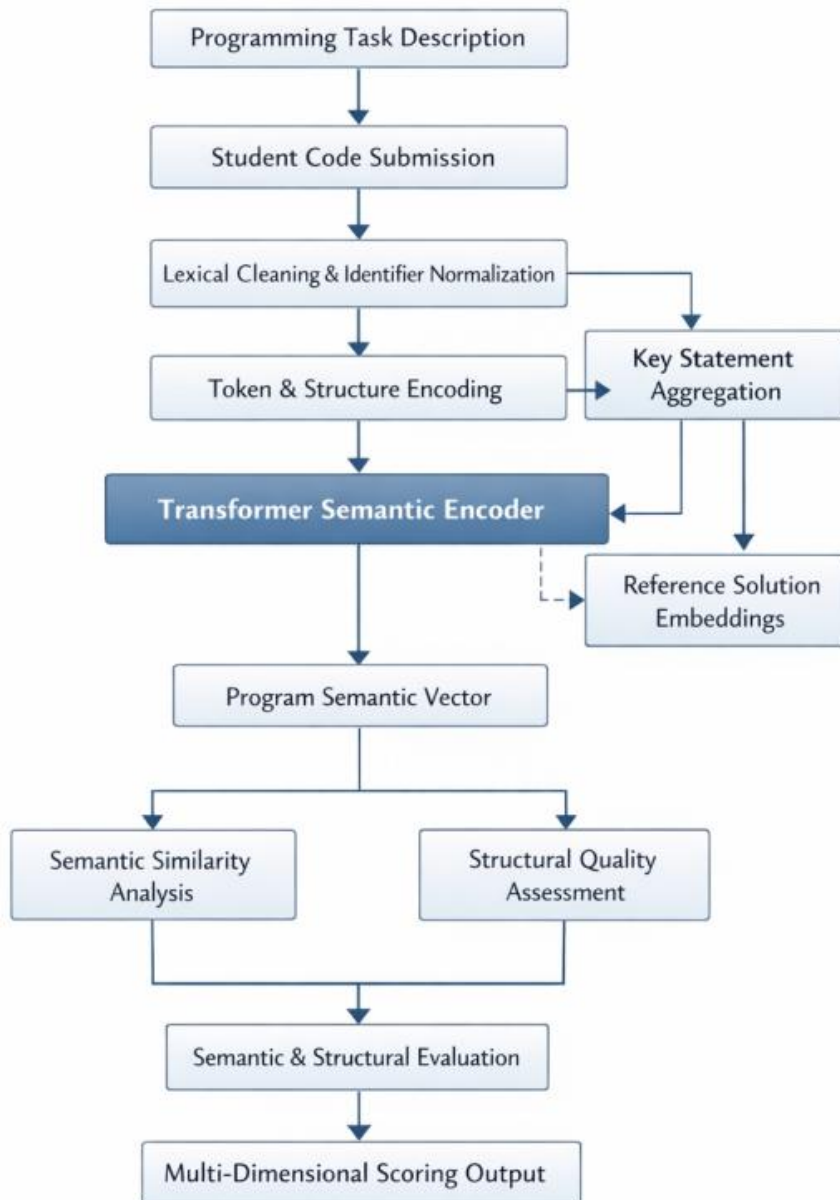 Programming Task Description
Student Code Submission
Lexical Cleaning & Identifier Normalization
Key Statement
Aggregation
Token & Structure Encoding
Transformer Semantic Encoder
Reference Solution
Embeddings
Program Semantic Vector
Semantic Similarity
Analysis
Structural Quality
Assessment
Semantic & Structural Evaluation
Multi-Dimensional Scoring Output